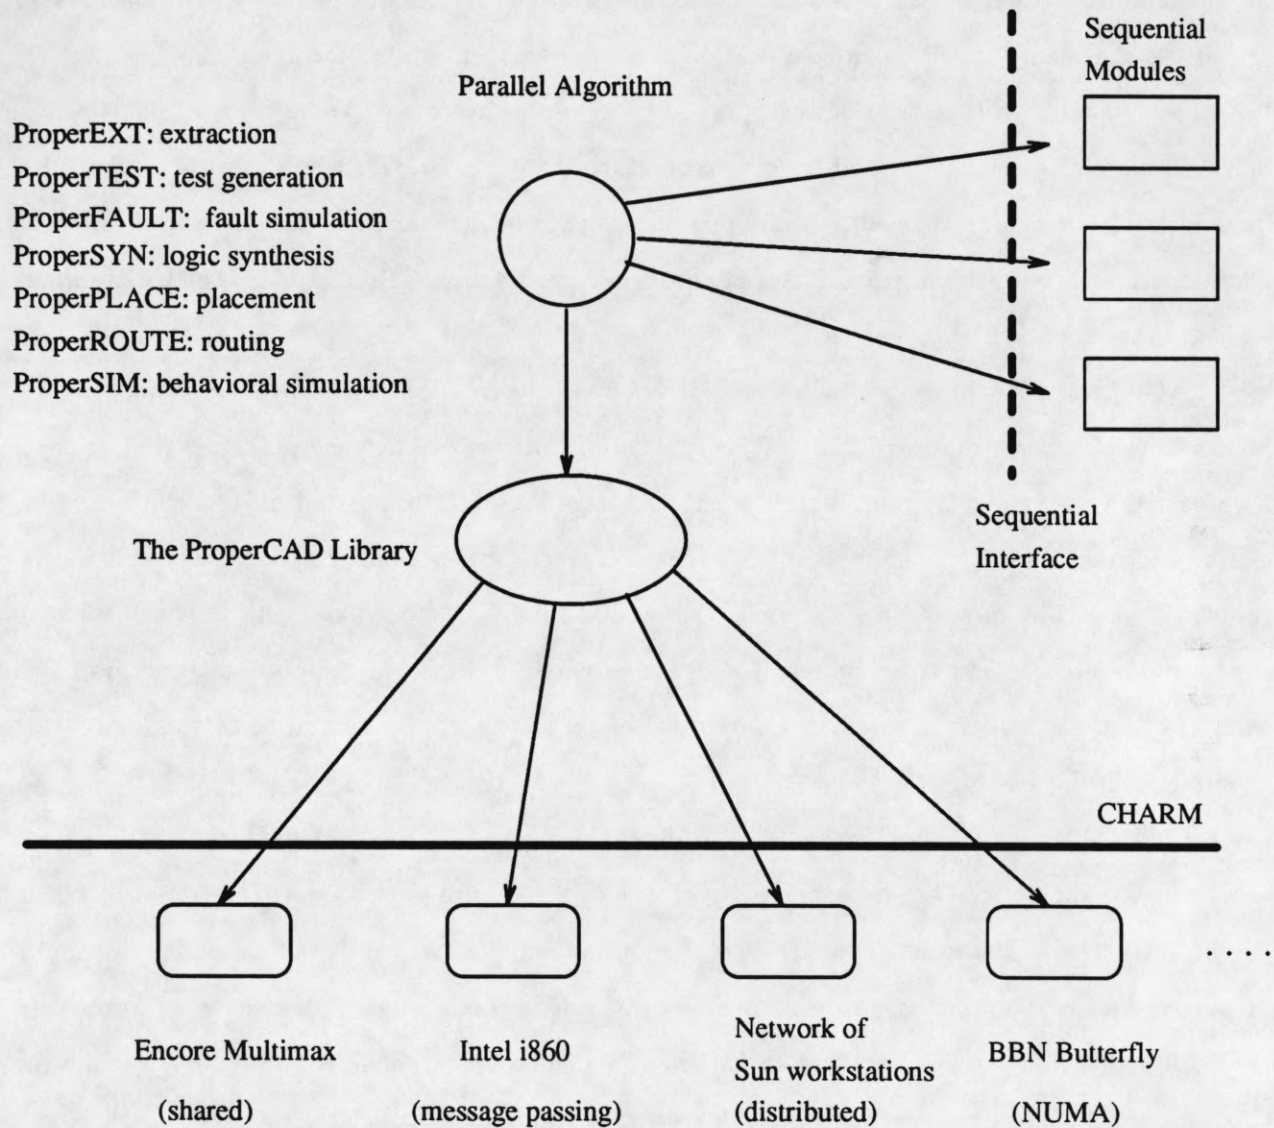 Sequential
Modules
Parallel Algorithm
ProperEXT: extraction
ProperTEST: test generation
ProperFAULT: fault simulation
ProperSYN: logic synthesis
ProperPLACE: placement
ProperROUTE: routing
ProperSIM: behavioral simulation
Sequential
Interface
The ProperCAD Library
CHARM
. . . .
Encore Multimax
(shared)
Intel i860
(message passing)
Network of
Sun workstations
(distributed)
BBN Butterfly
(NUMA)